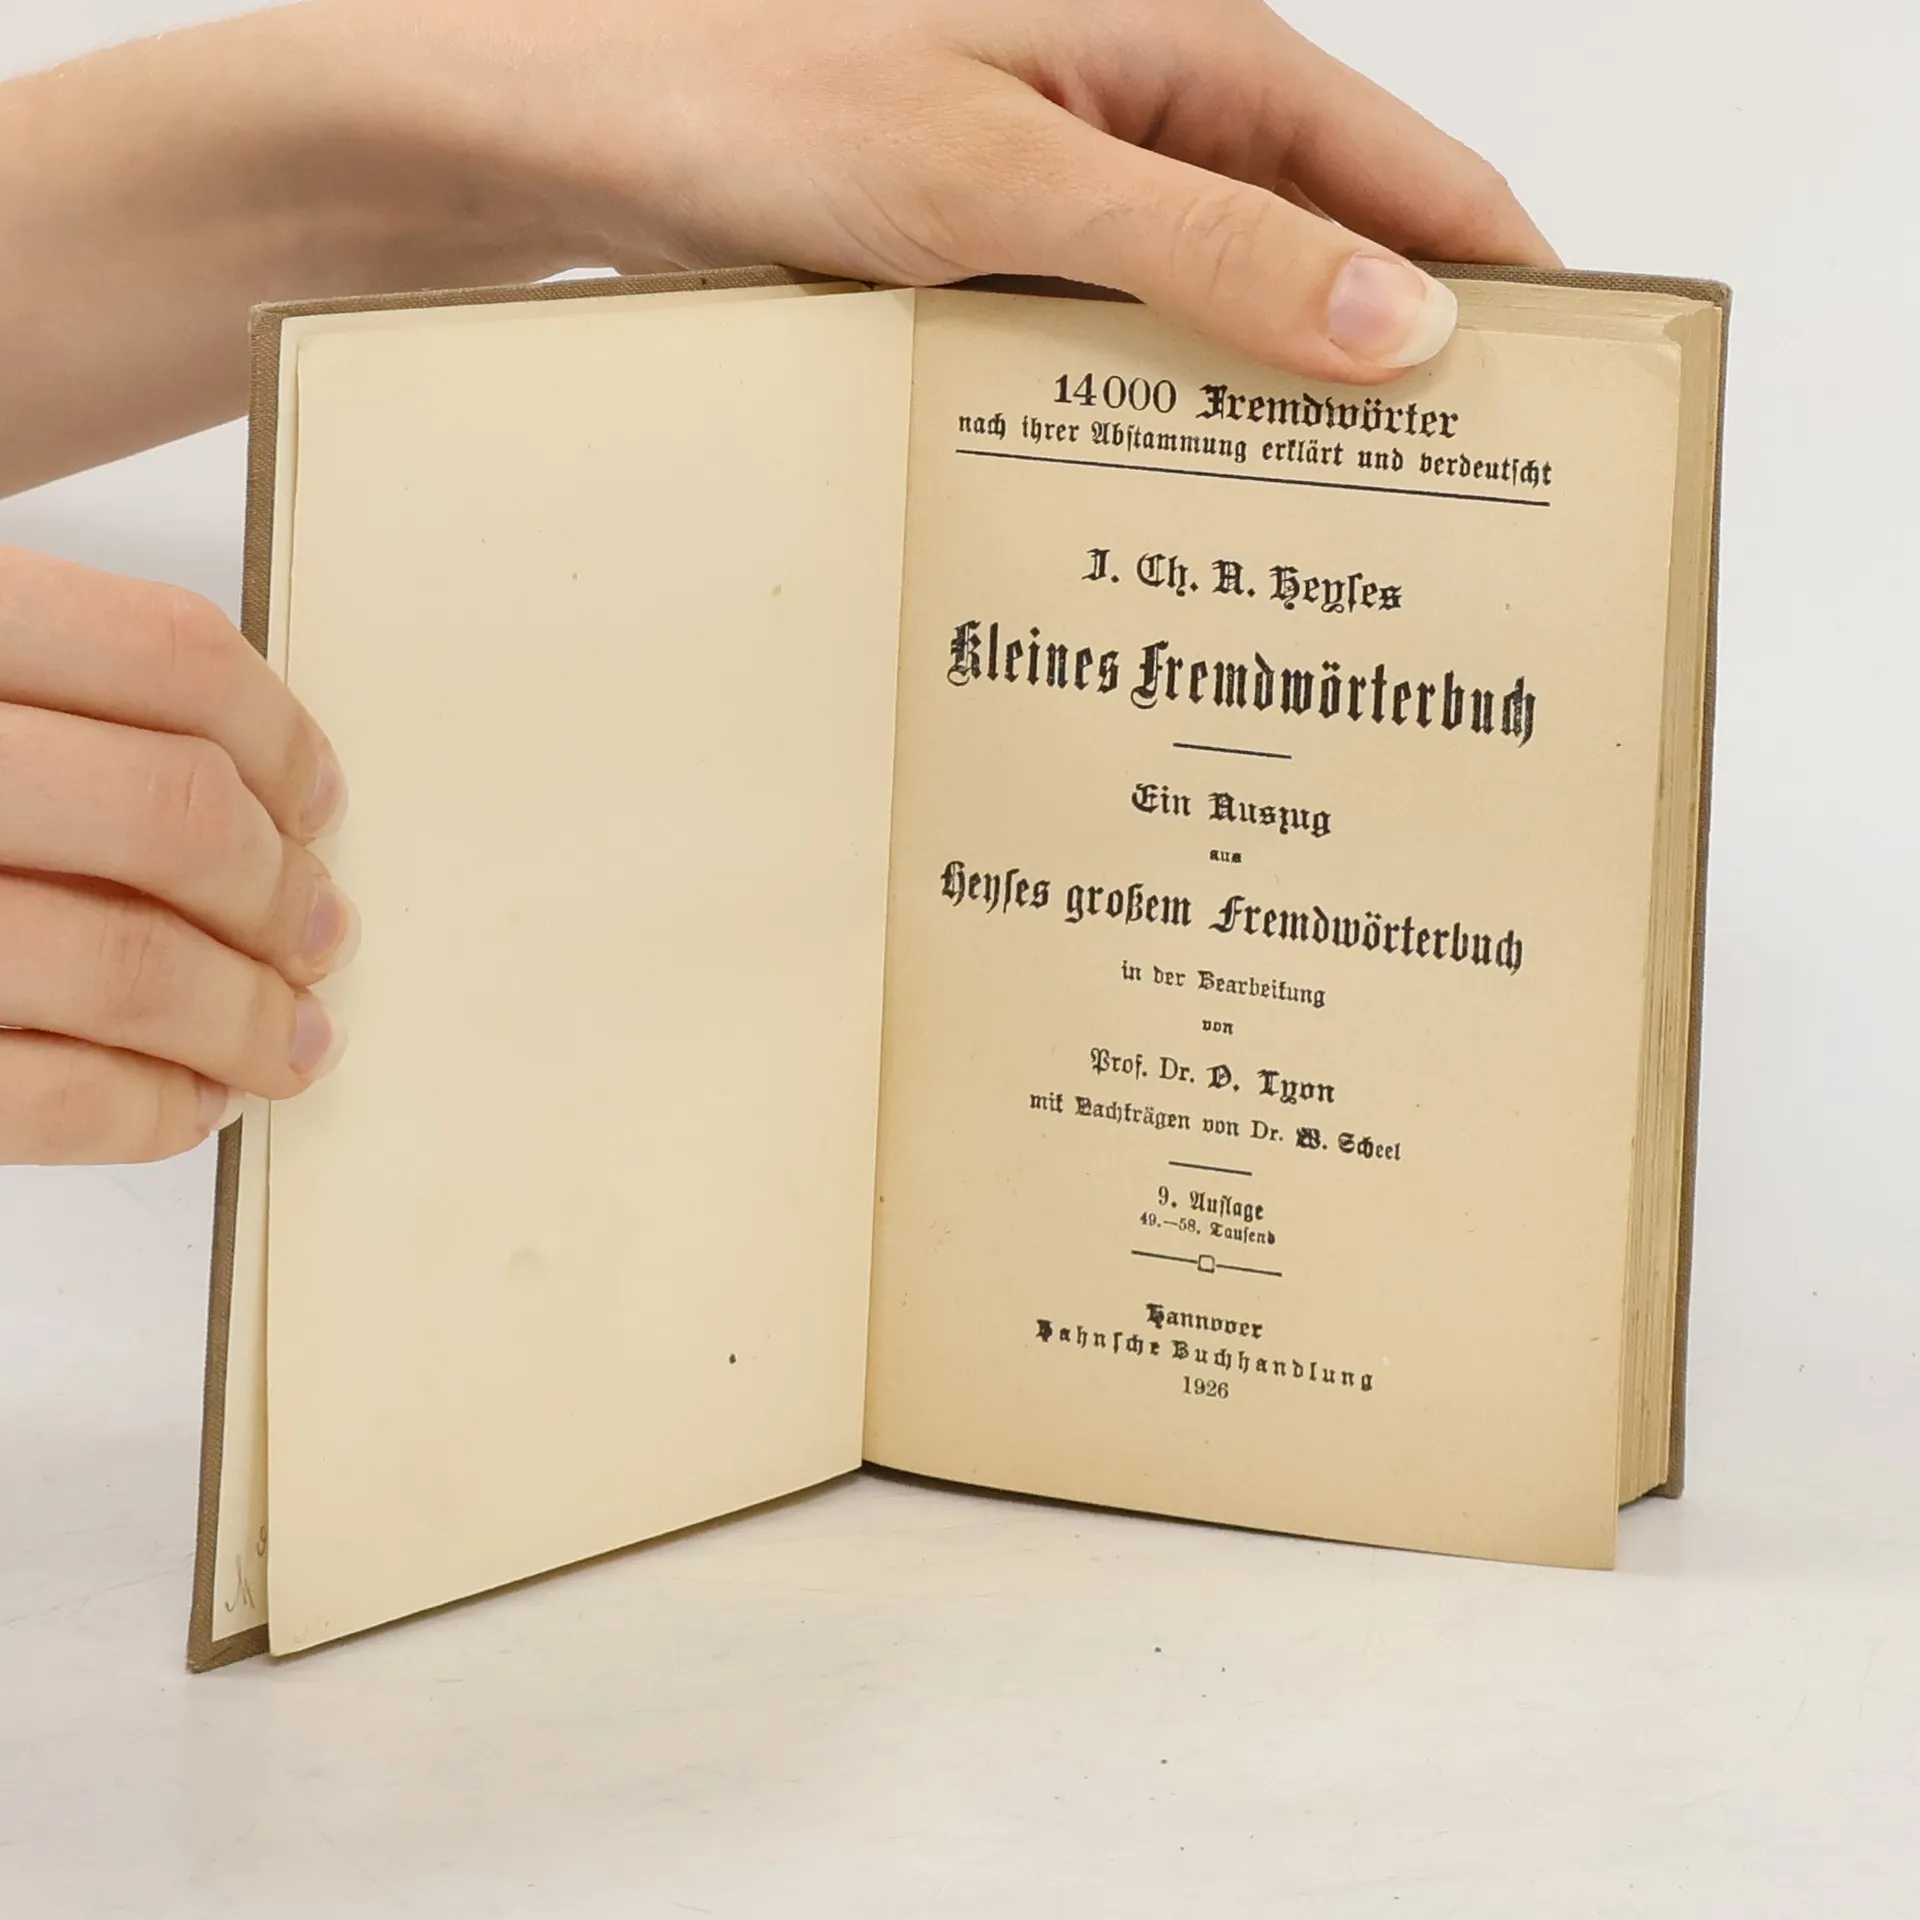 14000 Fremdwörter
nach ihrer Abstammung erklärt und verdeutscht
J. Ch. A. Heyses
Kleines Fremdwörterbuch
Ein Auszug
aus
Heyses großem Fremdwörterbuch
in der Bearbeitung
von
Prof. Dr. O. Lyon
mit Nachträgen von Dr. W. Scheel
9. Auflage
49.—58. Tausend
Hannover
Hahnsche Buchhandlung
1926